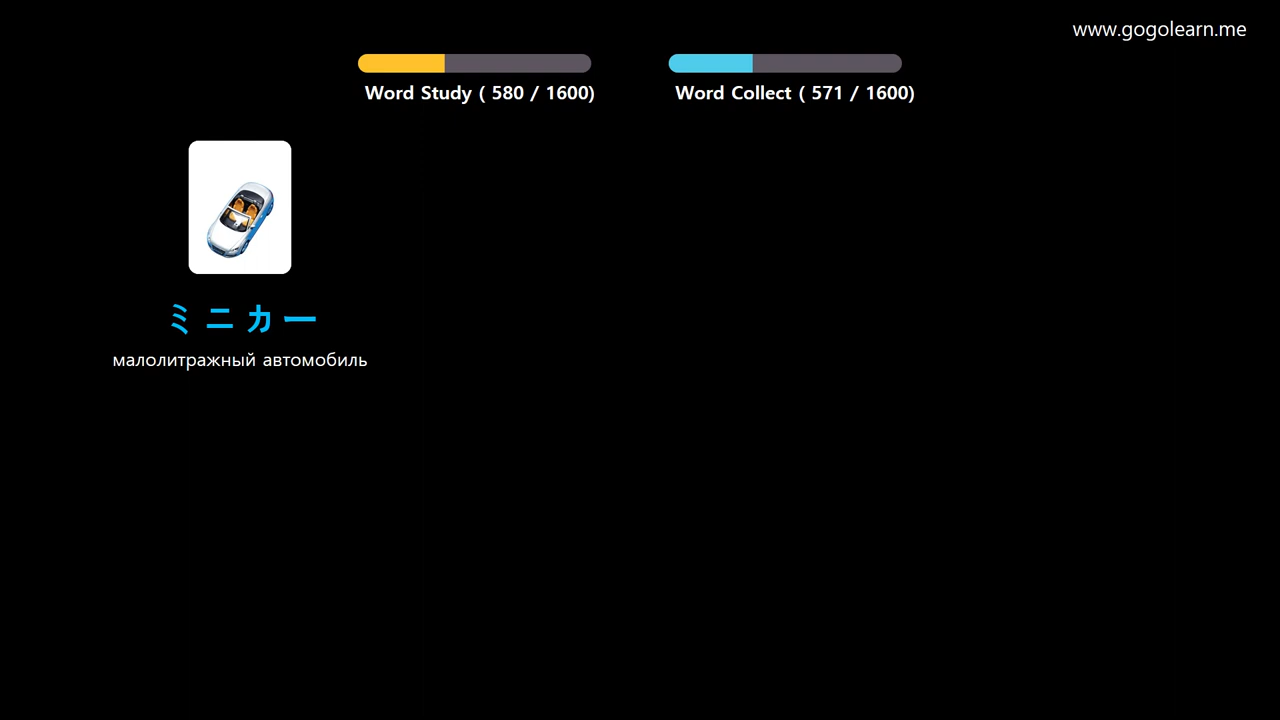 www.gogolearn.me
Word Study ( 580 / 1600)
Word Collect ( 571 / 1600)
ミニカー
малолитражный автомобиль